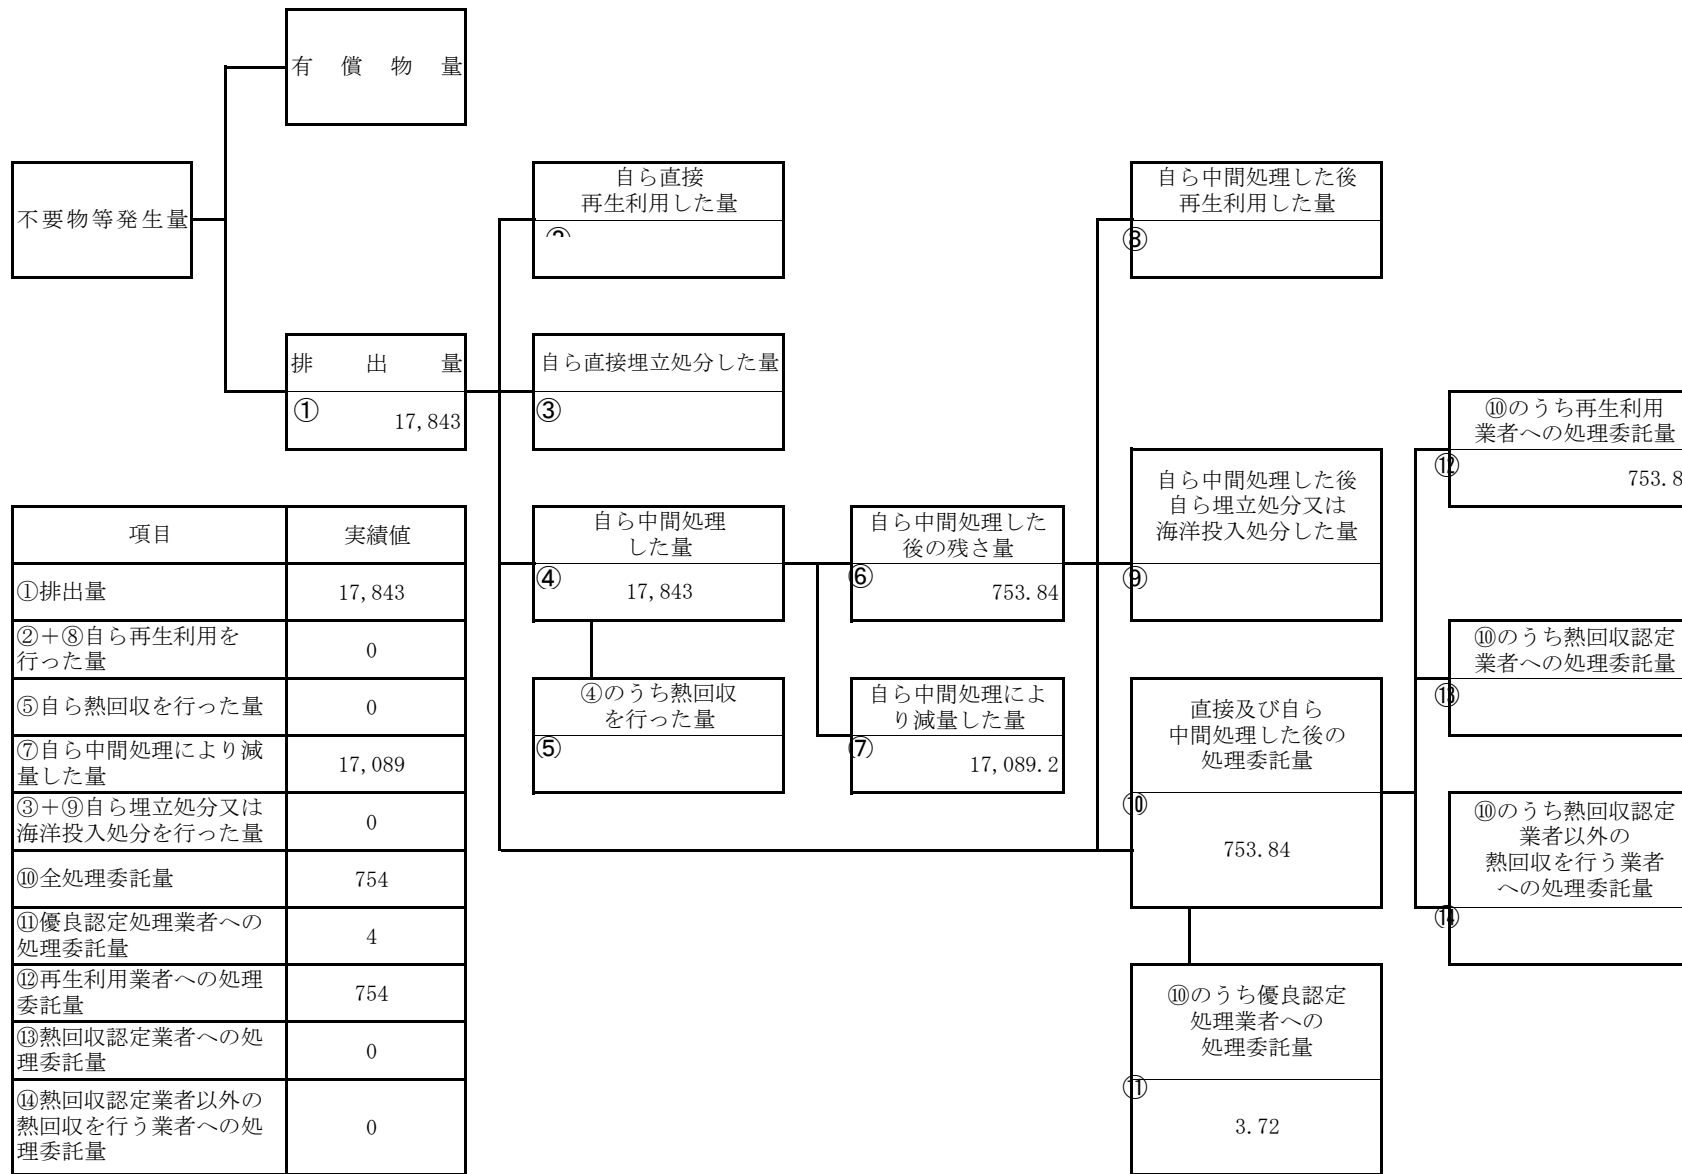 有償物量
不要物等発生量
自ら直接
再生利用した量
自ら中間処理した後
再生利用した量
⑧
排出量
① 17,843
自ら直接埋立処分した量
③
⑩のうち再生利用
業者への処理委託量
⑫ 753.8
自ら中間処理した後
自ら埋立処分又は
海洋投入処分した量
⑨
自ら中間処理
した量
④ 17,843
自ら中間処理した
後の残さ量
⑥ 753.84
⑩のうち熱回収認定
業者への処理委託量
⑬
④のうち熱回収
を行った量
⑤
自ら中間処理によ
り減量した量
⑦ 17,089.2
直接及び自ら
中間処理した後の
処理委託量
⑩
753.84
⑩のうち熱回収認定
業者以外の
熱回収を行う業者
への処理委託量
⑭
⑩のうち優良認定
処理業者への
処理委託量
⑪
3.72
項目 実績値
①排出量 17,843
②+⑧自ら再生利用を
行った量 0
⑤自ら熱回収を行った量 0
⑦自ら中間処理により減
量した量 17,089
③+⑨自ら埋立処分又は
海洋投入処分を行った量 0
⑩全処理委託量 754
⑪優良認定処理業者への
処理委託量 4
⑫再生利用業者への処理
委託量 754
⑬熱回収認定業者への処
理委託量 0
⑭熱回収認定業者以外の
熱回収を行う業者への処
理委託量 0